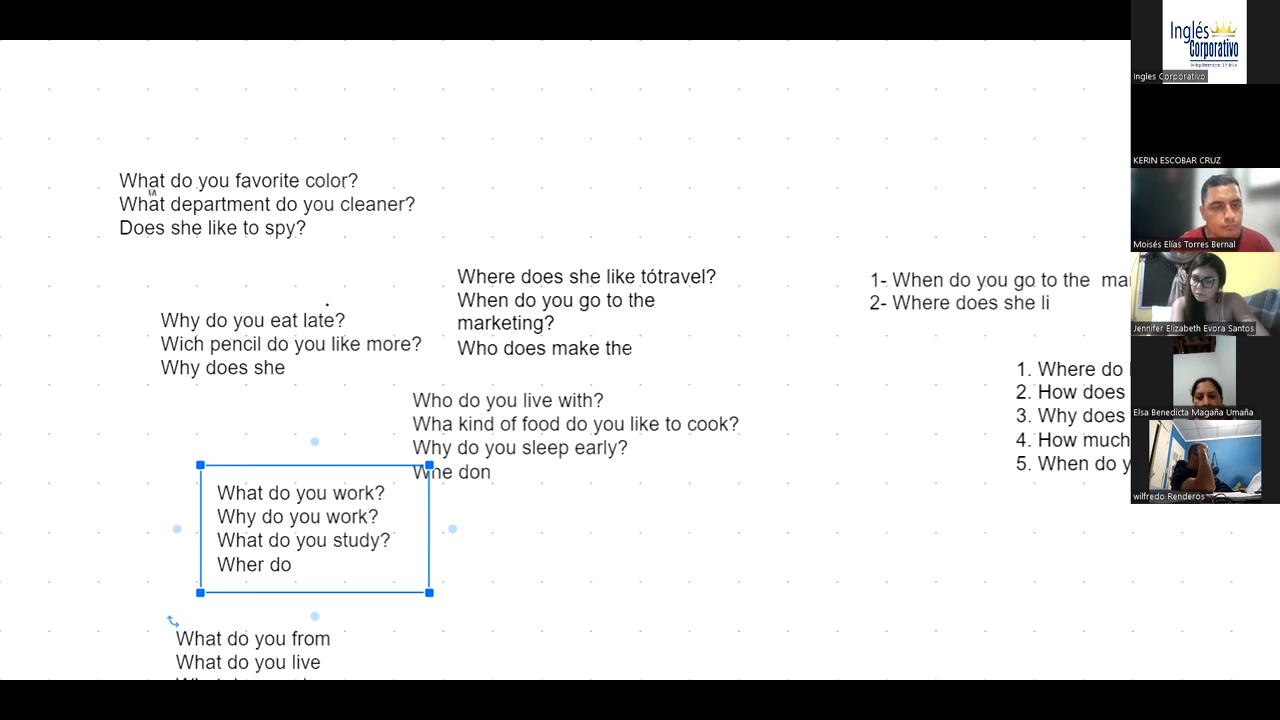 What do you favorite color?
What department do you cleaner?
Does she like to spy?
Why do you eat late?
Wich pencil do you like more?
Why does she
Where does she like tótravel?
When do you go to the
marketing?
Who does make the
1- When do you go to the mar
2- Where does she li
1. Where do
2. How does
3. Why does
4. How much
5. When do y
Who do you live with?
Wha kind of food do you like to cook?
Why do you sleep early?
Whe don
What do you work?
Why do you work?
What do you study?
Wher do
What do you from
What do you live
Inglés
Corporativo
Ingles Corporativo
KERIN ESCOBAR CRUZ
Moisés Elías Torres Bernal
Jennifer Elizabeth Evora Santos
Elsa Benedicta Magaña Umaña
wilfredo Renderos